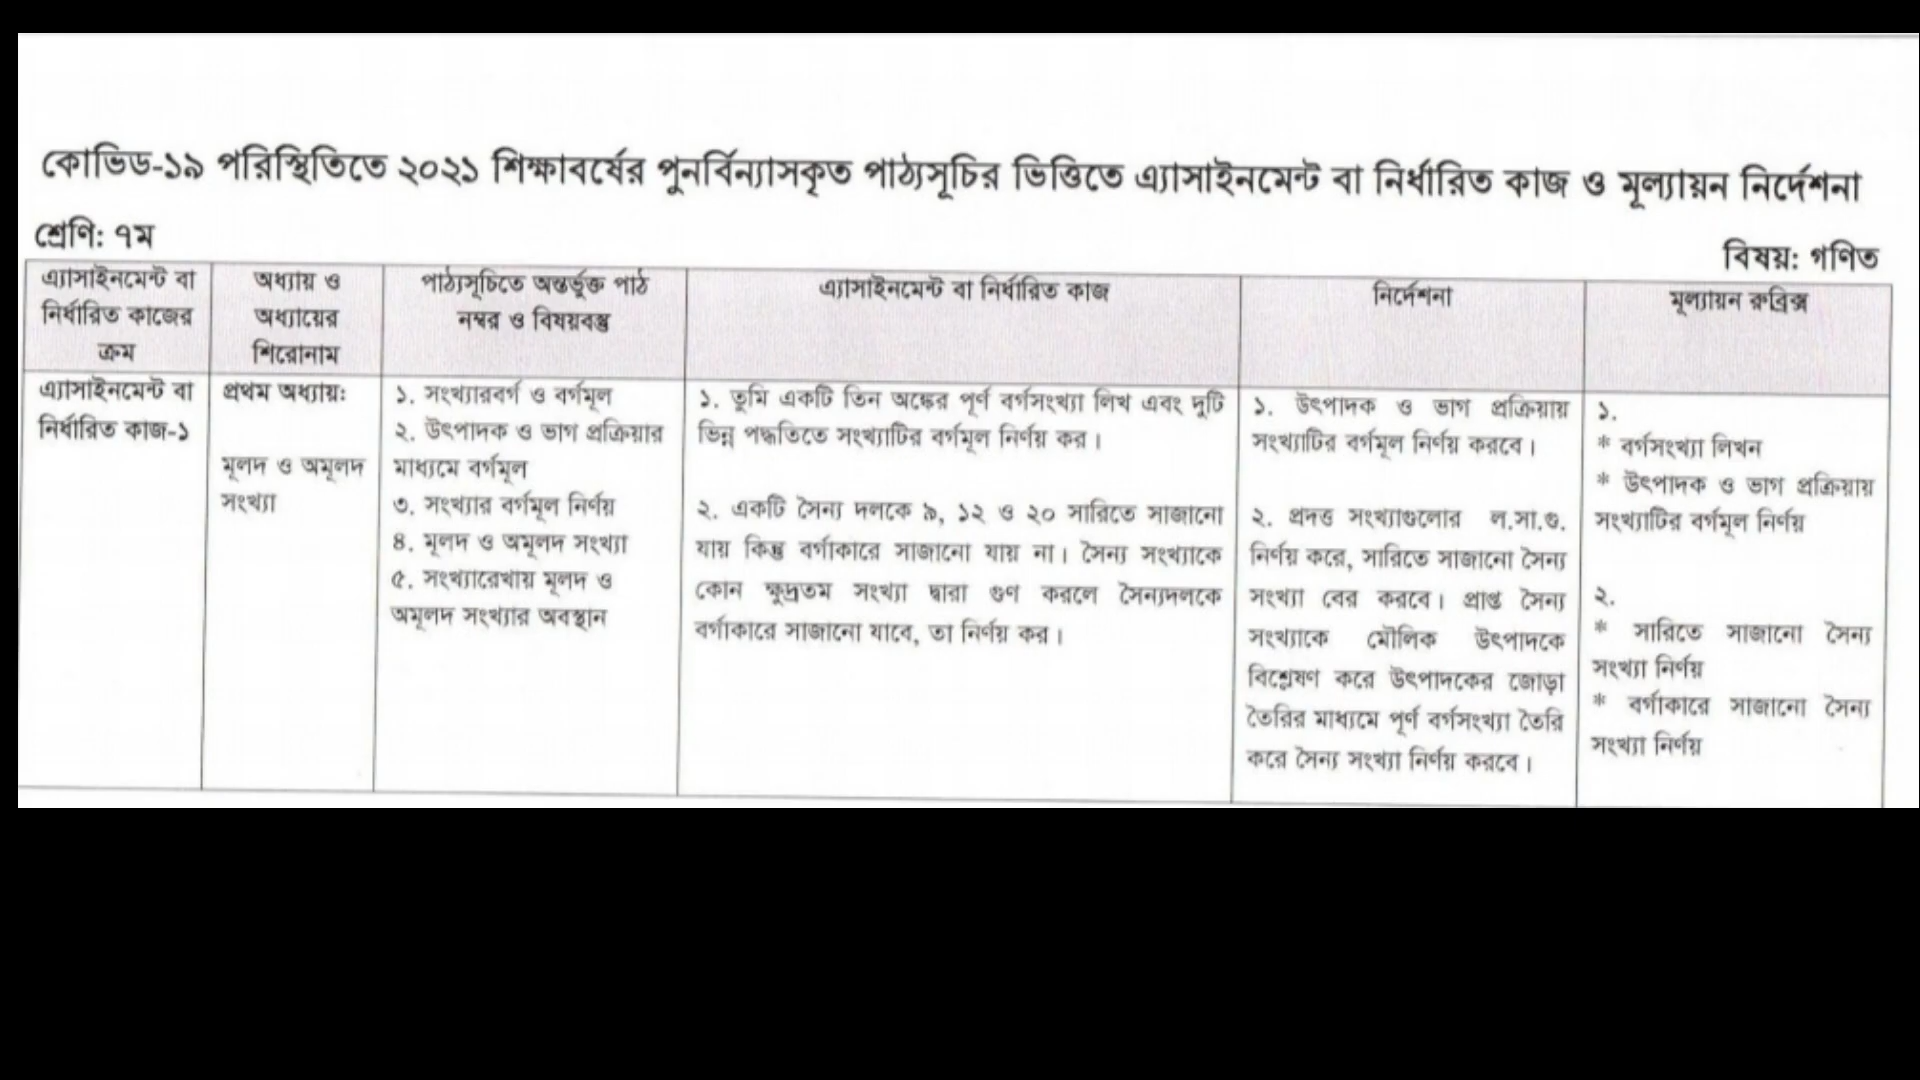 কোভিড-১৯ পরিস্থিতিতে ২০২১ শিক্ষাবর্ষের পুনর্বিন্যাসকৃত পাঠ্যসূচির ভিত্তিতে এ্যাসাইনমেন্ট বা নির্ধারিত কাজ ও মূল্যায়ন নির্দেশনা
শ্রেণি: ৭ম
বিষয়: গণিত
এ্যাসাইনমেন্ট বা
নির্ধারিত কাজের
ক্রম
অধ্যায় ও
অধ্যায়ের
শিরোনাম
পাঠ্যসূচিতে অন্তর্ভুক্ত পাঠ
নম্বর ও বিষয়বস্তু
এ্যাসাইনমেন্ট বা নির্ধারিত কাজ
নির্দেশনা
মূল্যায়ন রুব্রিক্স
এ্যাসাইনমেন্ট বা
নির্ধারিত কাজ-১
প্রথম অধ্যায়:
মূলদ ও অমূলদ
সংখ্যা
১. সংখ্যারবর্গ ও বর্গমূল
২. উৎপাদক ও ভাগ প্রক্রিয়ার
মাধ্যমে বর্গমূল
৩. সংখ্যার বর্গমূল নির্ণয়
৪. মূলদ ও অমূলদ সংখ্যা
৫. সংখ্যারেখায় মূলদ ও
অমূলদ সংখ্যার অবস্থান
১. তুমি একটি তিন অঙ্কের পূর্ণ বর্গসংখ্যা লিখ এবং দুটি
ভিন্ন পদ্ধতিতে সংখ্যাটির বর্গমূল নির্ণয় কর।
২. একটি সৈন্য দলকে ৯, ১২ ও ২০ সারিতে সাজানো
যায় কিন্তু বর্গাকারে সাজানো যায় না। সৈন্য সংখ্যাকে
কোন ক্ষুদ্রতম সংখ্যা দ্বারা গুণ করলে সৈন্যদলকে
বর্গাকারে সাজানো যাবে, তা নির্ণয় কর।
১. উৎপাদক ও ভাগ প্রক্রিয়ায়
সংখ্যাটির বর্গমূল নির্ণয় করবে।
২. প্রদত্ত সংখ্যাগুলোর ল.সা.গু.
নির্ণয় করে, সারিতে সাজানো সৈন্য
সংখ্যা বের করবে। প্রাপ্ত সৈন্য
সংখ্যাকে মৌলিক উৎপাদকে
বিশ্লেষণ করে উৎপাদকের জোড়া
তৈরির মাধ্যমে পূর্ণ বর্গসংখ্যা তৈরি
করে সৈন্য সংখ্যা নির্ণয় করবে।
১.
* বর্গসংখ্যা লিখন
* উৎপাদক ও ভাগ প্রক্রিয়ায়
সংখ্যাটির বর্গমূল নির্ণয়
২.
* সারিতে সাজানো সৈন্য
সংখ্যা নির্ণয়
* বর্গাকারে সাজানো সৈন্য
সংখ্যা নির্ণয়